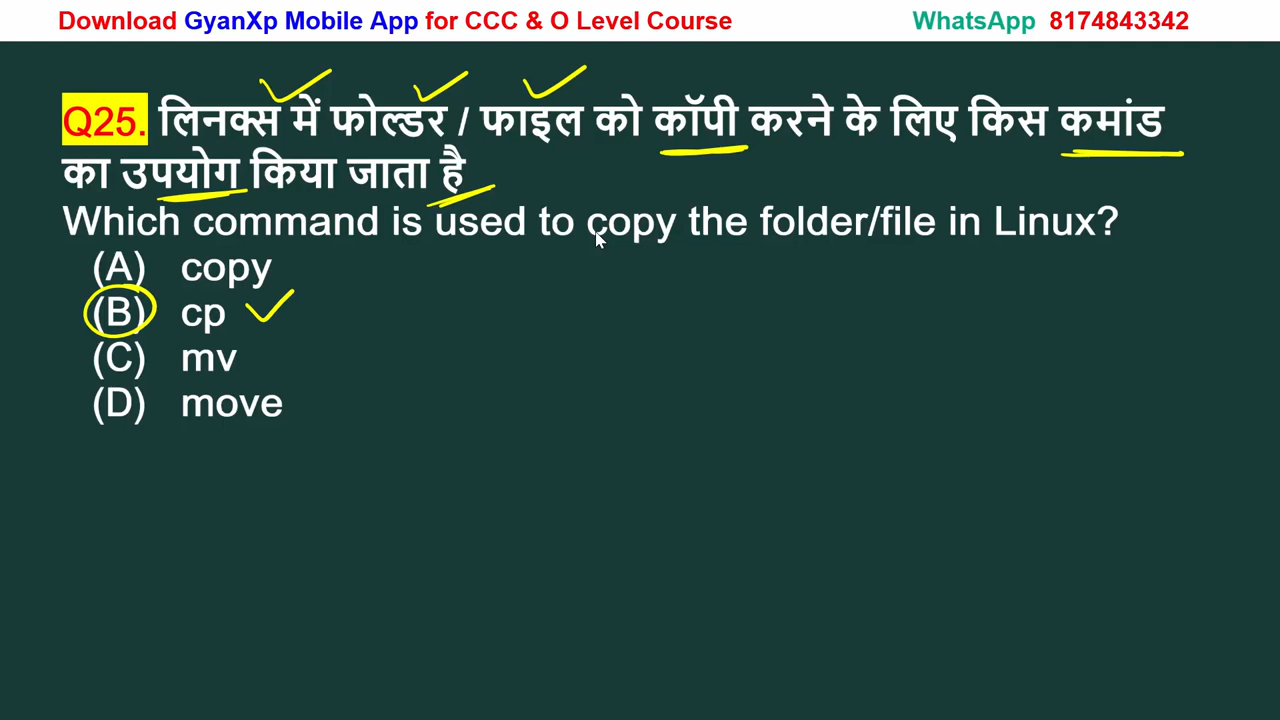 Download GyanXp Mobile App for CCC & O Level Course WhatsApp 8174843342
Q25. लिनक्स में फोल्डर / फाइल को कॉपी करने के लिए किस कमांड
का उपयोग किया जाता है
Which command is used to copy the folder/file in Linux?
(A) copy
(B) cp
(C) mv
(D) move